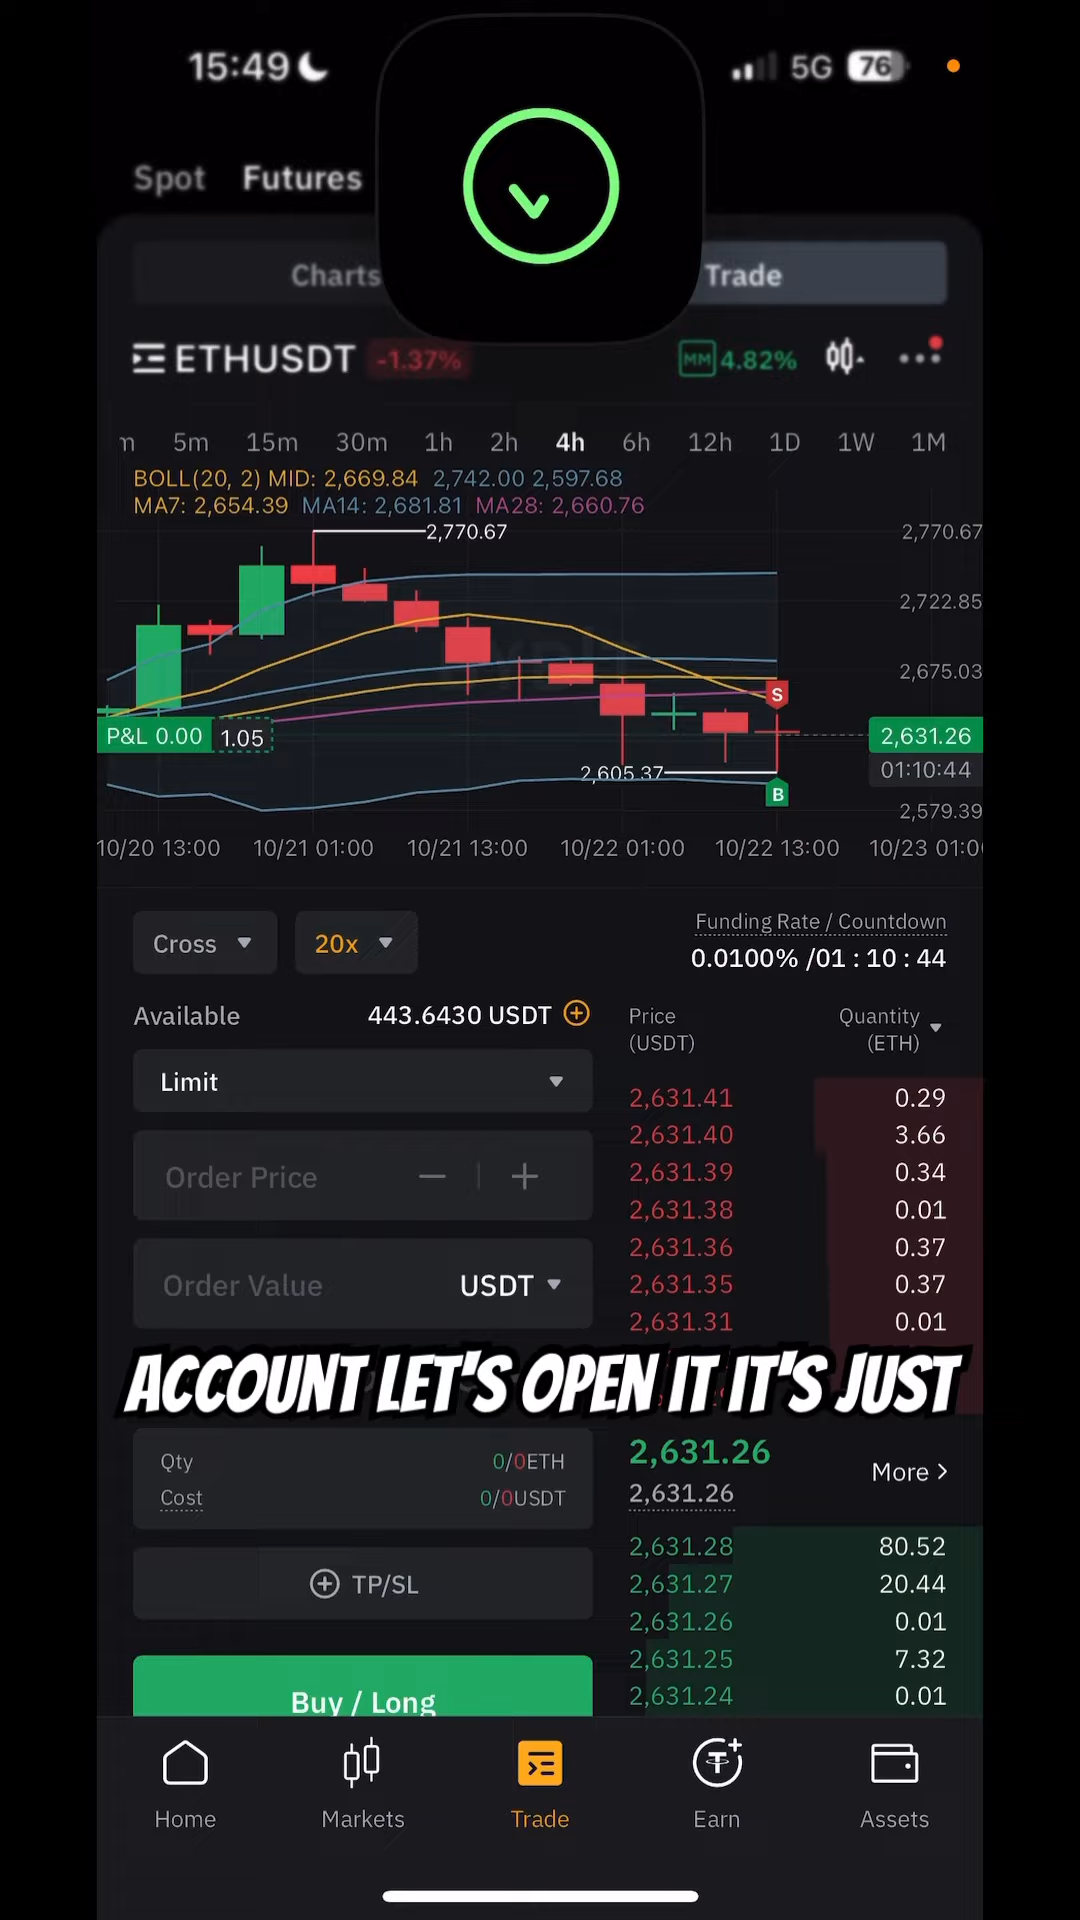 15:49
5G 76
Spot Futures
Charts Trade
ETHUSDT -1.37% MM 4.82%
m 5m 15m 30m 1h 2h 4h 6h 12h 1D 1W 1M
BOLL(20, 2) MID: 2,669.84 2,742.00 2,597.68
MA7: 2,654.39 MA14: 2,681.81 MA28: 2,660.76
2,770.67 2,770.67
2,722.85
2,675.03
S
P&L 0.00 1.05 2,631.26
2,605.37 01:10:44
B
2,579.39
10/20 13:00 10/21 01:00 10/21 13:00 10/22 01:00 10/22 13:00 10/23 01:0
Cross 20x
Funding Rate / Countdown
0.0100% /01 : 10 : 44
Available 443.6430 USDT
Limit
Order Price
Order Value USDT
Price Quantity
(USDT) (ETH)
2,631.41 0.29
2,631.40 3.66
2,631.39 0.34
2,631.38 0.01
2,631.36 0.37
2,631.35 0.37
2,631.31 0.01
ACCOUNT LET'S OPEN IT IT'S JUST
Qty 0/0ETH
Cost 0/0USDT
TP/SL
Buy / Long
2,631.26
2,631.26
More
2,631.28 80.52
2,631.27 20.44
2,631.26 0.01
2,631.25 7.32
2,631.24 0.01
Home Markets Trade Earn Assets